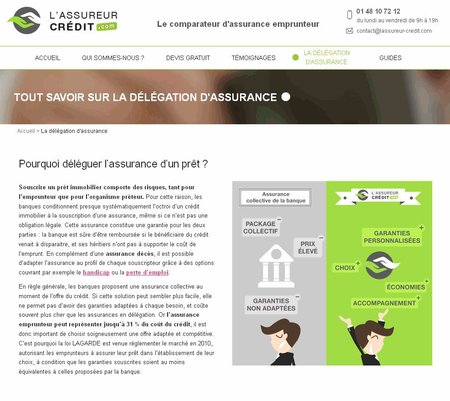 L'ASSUREUR
CRÉDIT.com
Le comparateur d'assurance emprunteur
01 48 10 72 12
du lundi au vendredi de 9h à 19h
contact@lassureur-credit.com
ACCUEIL
QUI SOMMES-NOUS ?
DEVIS GRATUIT
TÉMOIGNAGES
LA DÉLÉGATION
D'ASSURANCE
GUIDES
TOUT SAVOIR SUR LA DÉLÉGATION D'ASSURANCE
Accueil > La délégation d'assurance
Pourquoi déléguer l'assurance d'un prêt ?
Souscrire un prêt immobilier comporte des risques, tant pour
l'emprunteur que pour l'organisme prêteur. Pour cette raison, les
banques conditionnent presque systématiquement l'octroi d'un crédit
immobilier à la souscription d'une assurance, même si ce n'est pas une
obligation légale. Cette assurance constitue une garantie pour les deux
parties : la banque est sûre d'être remboursée si le bénéficiaire du crédit
venait à disparaitre, et ses héritiers n'ont pas à supporter le coût de
l'emprunt. En complément d'une assurance décès, il est possible
d'adapter l'assurance au profil de chaque souscripteur grâce à des options
couvrant par exemple le handicap ou la perte d'emploi.
En règle générale, les banques proposent une assurance collective au
moment de l'offre du crédit. Si cette solution peut sembler plus facile, elle
ne permet pas d'avoir des garanties adaptées à chaque besoin, et coûte
souvent plus cher que les assurances en délégation. Or l'assurance
emprunteur peut représenter jusqu'à 31 % du coût du crédit, il est
donc important de choisir soigneusement une offre adaptée et compétitive.
C'est pourquoi la loi LAGARDE est venue réglementer le marché en 2010,
autorisant les emprunteurs à assurer leur prêt dans l'établissement de leur
choix, à condition que les garanties souscrites soient au moins
équivalentes à celles proposées par la banque.
Assurance
collective de la banque
PACKAGE
COLLECTIF
PRIX
ÉLEVÉ
GARANTIES
NON ADAPTÉES
L'ASSUREUR
CRÉDIT.com
GARANTIES
PERSONNALISÉES
CHOIX
ÉCONOMIES
ACCOMPAGNEMENT